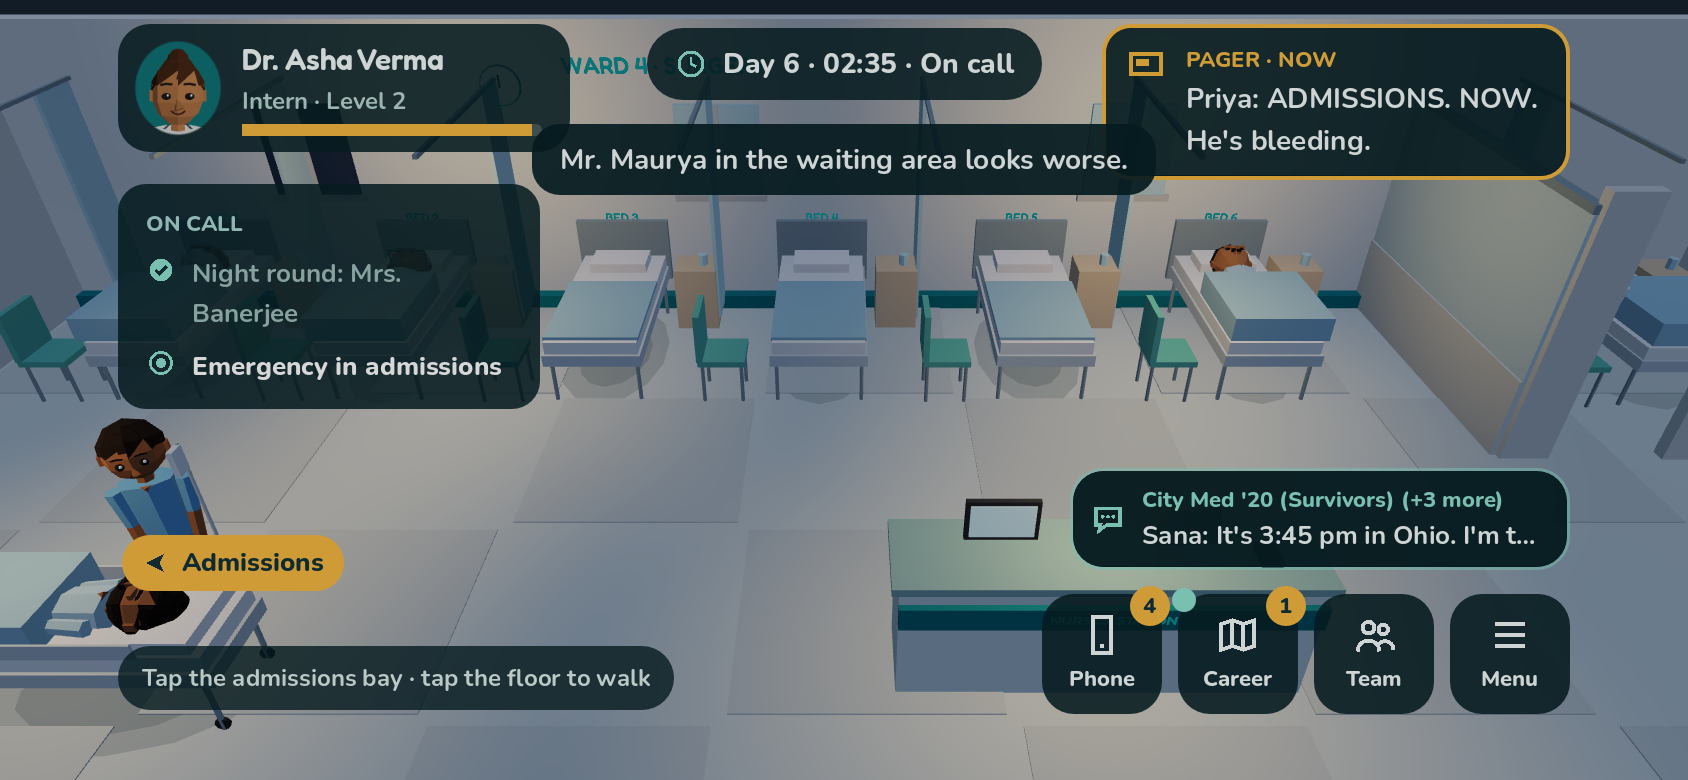 Dr. Asha Verma
Intern · Level 2
WARD 4
Day 6 · 02:35 · On call
PAGER · NOW
Priya: ADMISSIONS. NOW.
He's bleeding.
Mr. Maurya in the waiting area looks worse.
ON CALL
Night round: Mrs.
Banerjee
Emergency in admissions
BED 3
BED 4
BED 5
BED 6
City Med '20 (Survivors) (+3 more)
Sana: It's 3:45 pm in Ohio. I'm t...
Admissions
Tap the admissions bay · tap the floor to walk
4
1
Phone
Career
Team
Menu